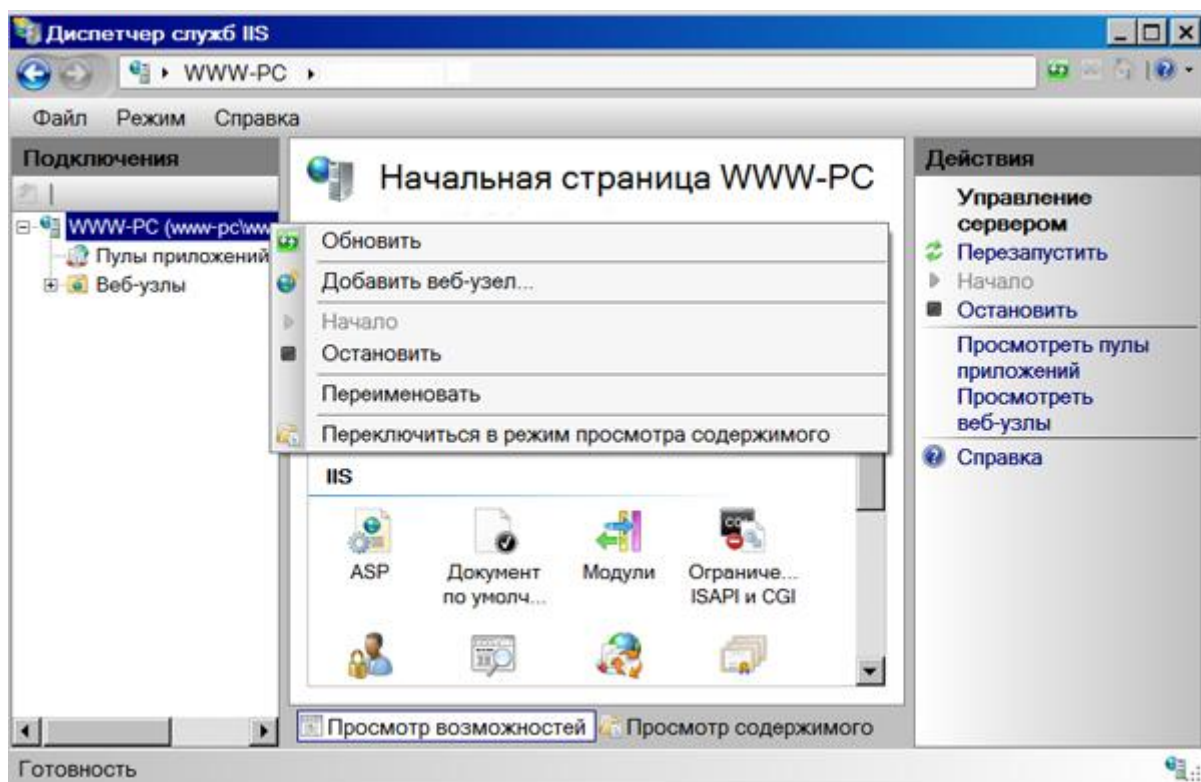 Диспетчер служб IIS
WWW-PC
Файл Режим Справка
Подключения
WWW-PC (www-pc\www
Пулы приложений
Веб-узлы
Начальная страница WWW-PC
Обновить
Добавить веб-узел...
Начало
Остановить
Переименовать
Переключиться в режим просмотра содержимого
IIS
ASP
Документ
по умолч...
Модули
Ограниче...
ISAPI и CGI
Просмотр возможностей
Просмотр содержимого
Действия
Управление
сервером
Перезапустить
Начало
Остановить
Просмотреть пулы
приложений
Просмотреть
веб-узлы
Справка
Готовность